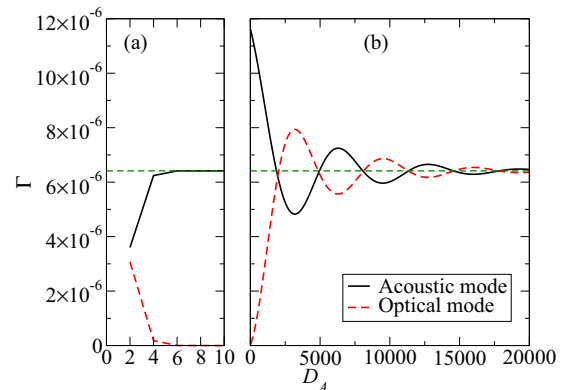 (a)
(b)
12×10⁻⁶
10×10⁻⁶
8×10⁻⁶
6×10⁻⁶
4×10⁻⁶
2×10⁻⁶
0
Γ
0 2 4 6 8 10
0 5000 10000 15000 20000
D_A
Acoustic mode
Optical mode